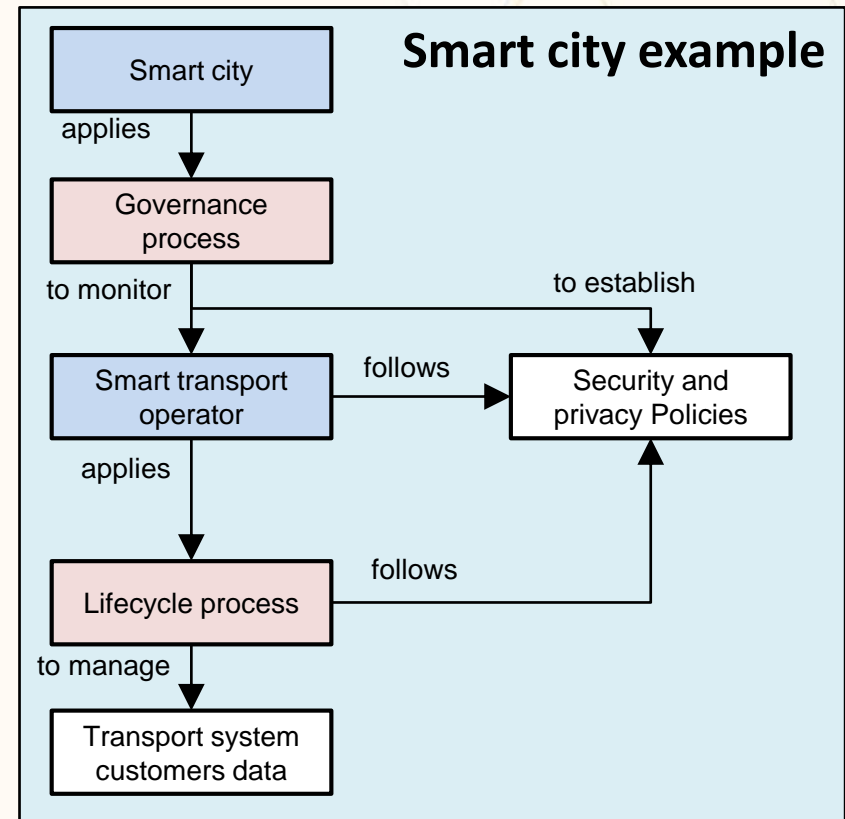 Smart city example
Smart city
applies
Governance
process
to monitor
to establish
Smart transport
operator
follows
Security and
privacy Policies
applies
Lifecycle process
follows
to manage
Transport system
customers data